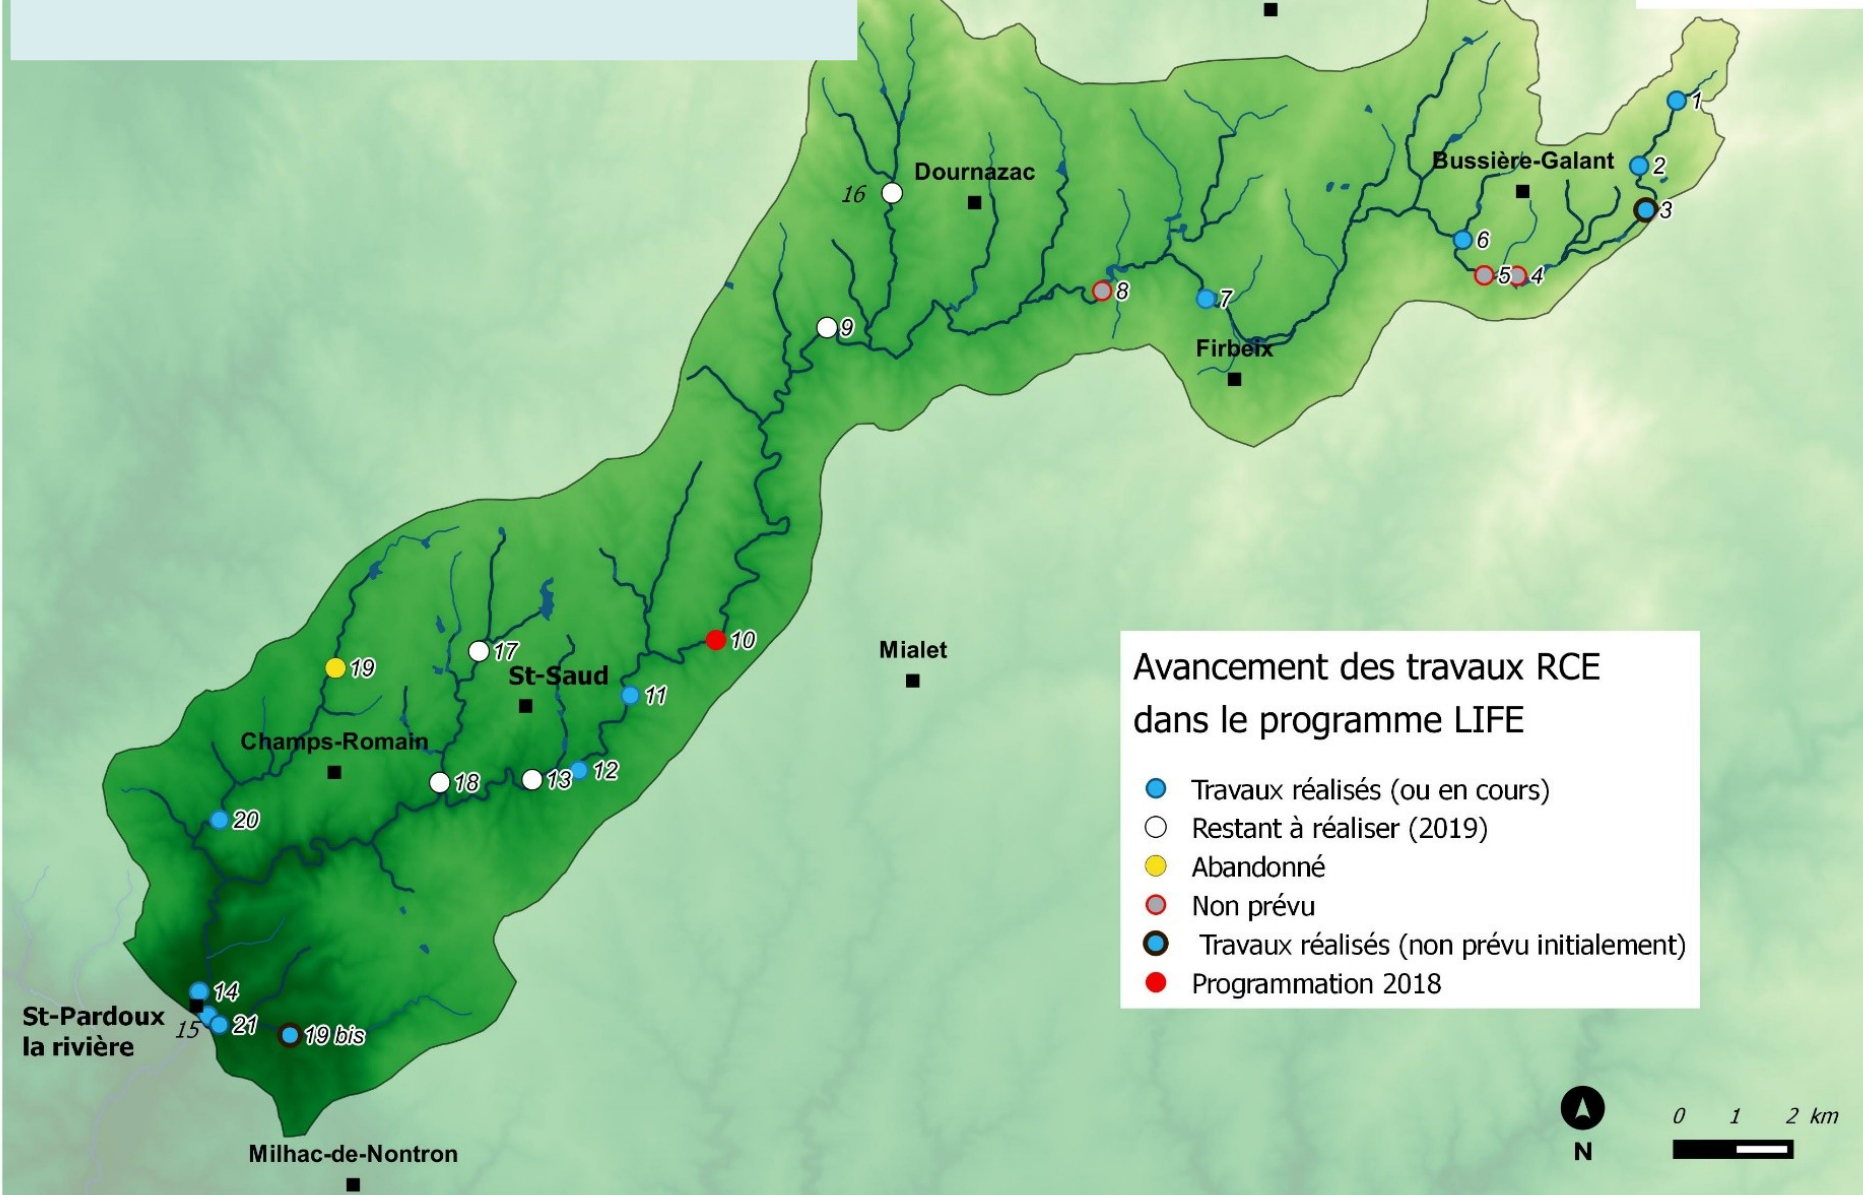 1
Bussière-Galant
2
Dournazac
16
3
6
5
4
8
7
9
Firbeix
10
Mialet
17
19
St-Saud
11
Champs-Romain
12
13
18
20
14
St-Pardoux
la rivière
15
21
19 bis
Milhac-de-Nontron
Avancement des travaux RCE
dans le programme LIFE
Travaux réalisés (ou en cours)
Restant à réaliser (2019)
Abandonné
Non prévu
Travaux réalisés (non prévu initialement)
Programmation 2018
N
0 1 2 km